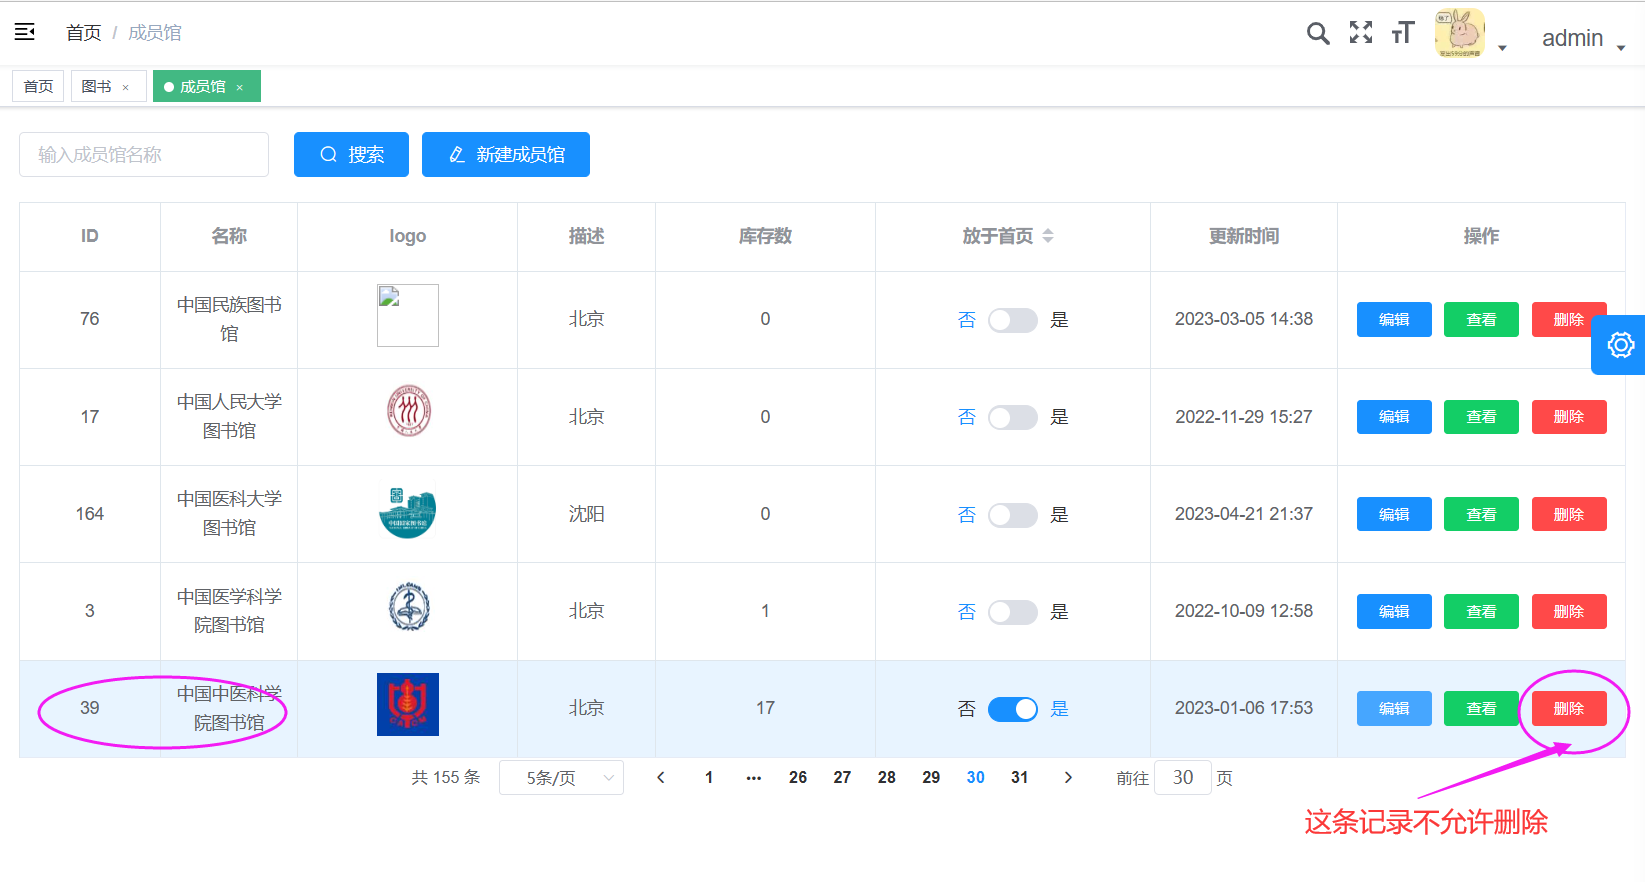 首页 / 成员馆
admin
首页 图书 × 成员馆 ×
输入成员馆名称 搜索 新建成员馆
ID 名称 logo 描述 库存数 放于首页 更新时间 操作
76 中国民族图书 北京 0 否 是 2023-03-05 14:38 编辑 查看 删除
馆
17 中国人民大学 北京 0 否 是 2022-11-29 15:27 编辑 查看 删除
图书馆
164 中国医科大学 沈阳 0 否 是 2023-04-21 21:37 编辑 查看 删除
图书馆
3 中国医学科学 北京 1 否 是 2022-10-09 12:58 编辑 查看 删除
院图书馆
39 中国中医科学 北京 17 否 是 2023-01-06 17:53 编辑 查看 删除
院图书馆
共 155 条 5条/页 1 ••• 26 27 28 29 30 31 前往 30 页
这条记录不允许删除